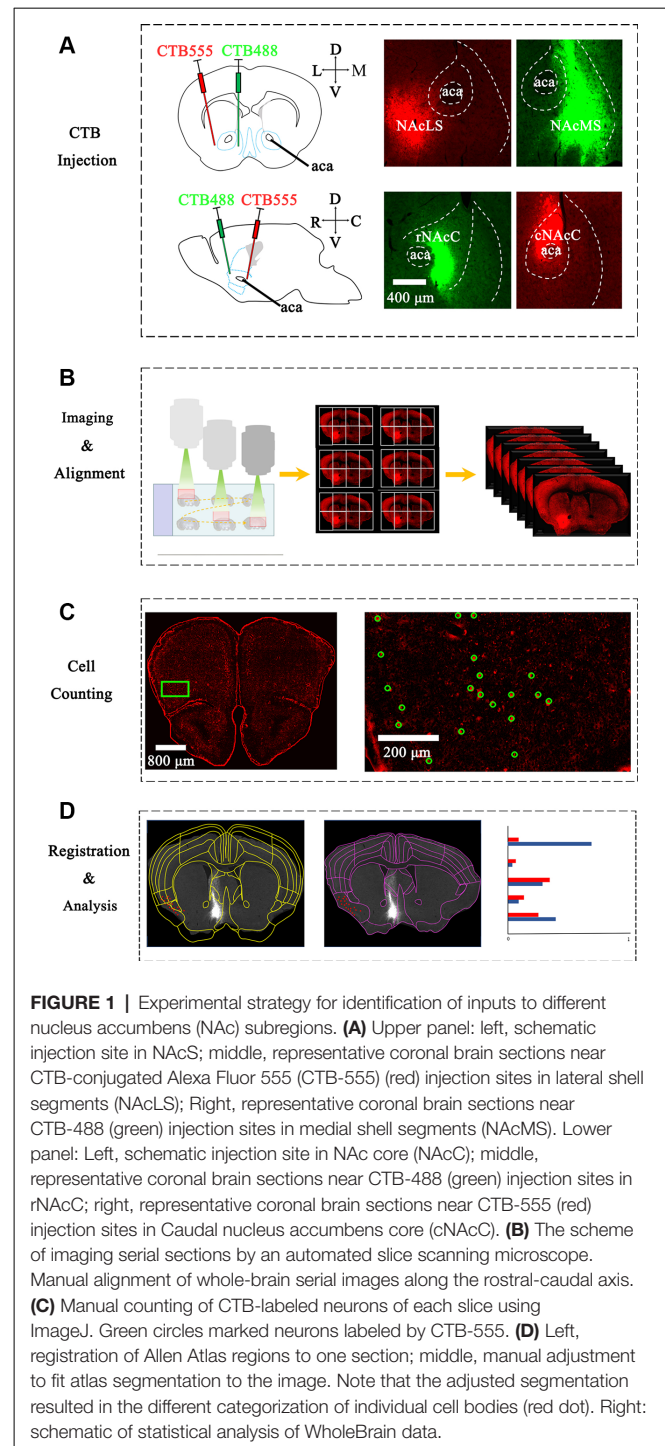 A
CTB555 CTB488
D
L M
V
aca
CTB
Injection
aca
NAcLS
aca
NAcMS
CTB488 CTB555
D
R C
V
aca
rNAcC
aca
400 μm
cNAcC
aca
B
Imaging
&
Alignment
C
Cell
Counting
800 μm
200 μm
D
Registration
&
Analysis
0 1
FIGURE 1 | Experimental strategy for identification of inputs to different
nucleus accumbens (NAc) subregions. (A) Upper panel: left, schematic
injection site in NAcS; middle, representative coronal brain sections near
CTB-conjugated Alexa Fluor 555 (CTB-555) (red) injection sites in lateral shell
segments (NAcLS); Right, representative coronal brain sections near
CTB-488 (green) injection sites in medial shell segments (NAcMS). Lower
panel: Left, schematic injection site in NAc core (NAcC); middle,
representative coronal brain sections near CTB-488 (green) injection sites in
rNAcC; right, representative coronal brain sections near CTB-555 (red)
injection sites in Caudal nucleus accumbens core (cNAcC). (B) The scheme
of imaging serial sections by an automated slice scanning microscope.
Manual alignment of whole-brain serial images along the rostral-caudal axis.
(C) Manual counting of CTB-labeled neurons of each slice using
ImageJ. Green circles marked neurons labeled by CTB-555. (D) Left,
registration of Allen Atlas regions to one section; middle, manual adjustment
to fit atlas segmentation to the image. Note that the adjusted segmentation
resulted in the different categorization of individual cell bodies (red dot). Right:
schematic of statistical analysis of WholeBrain data.